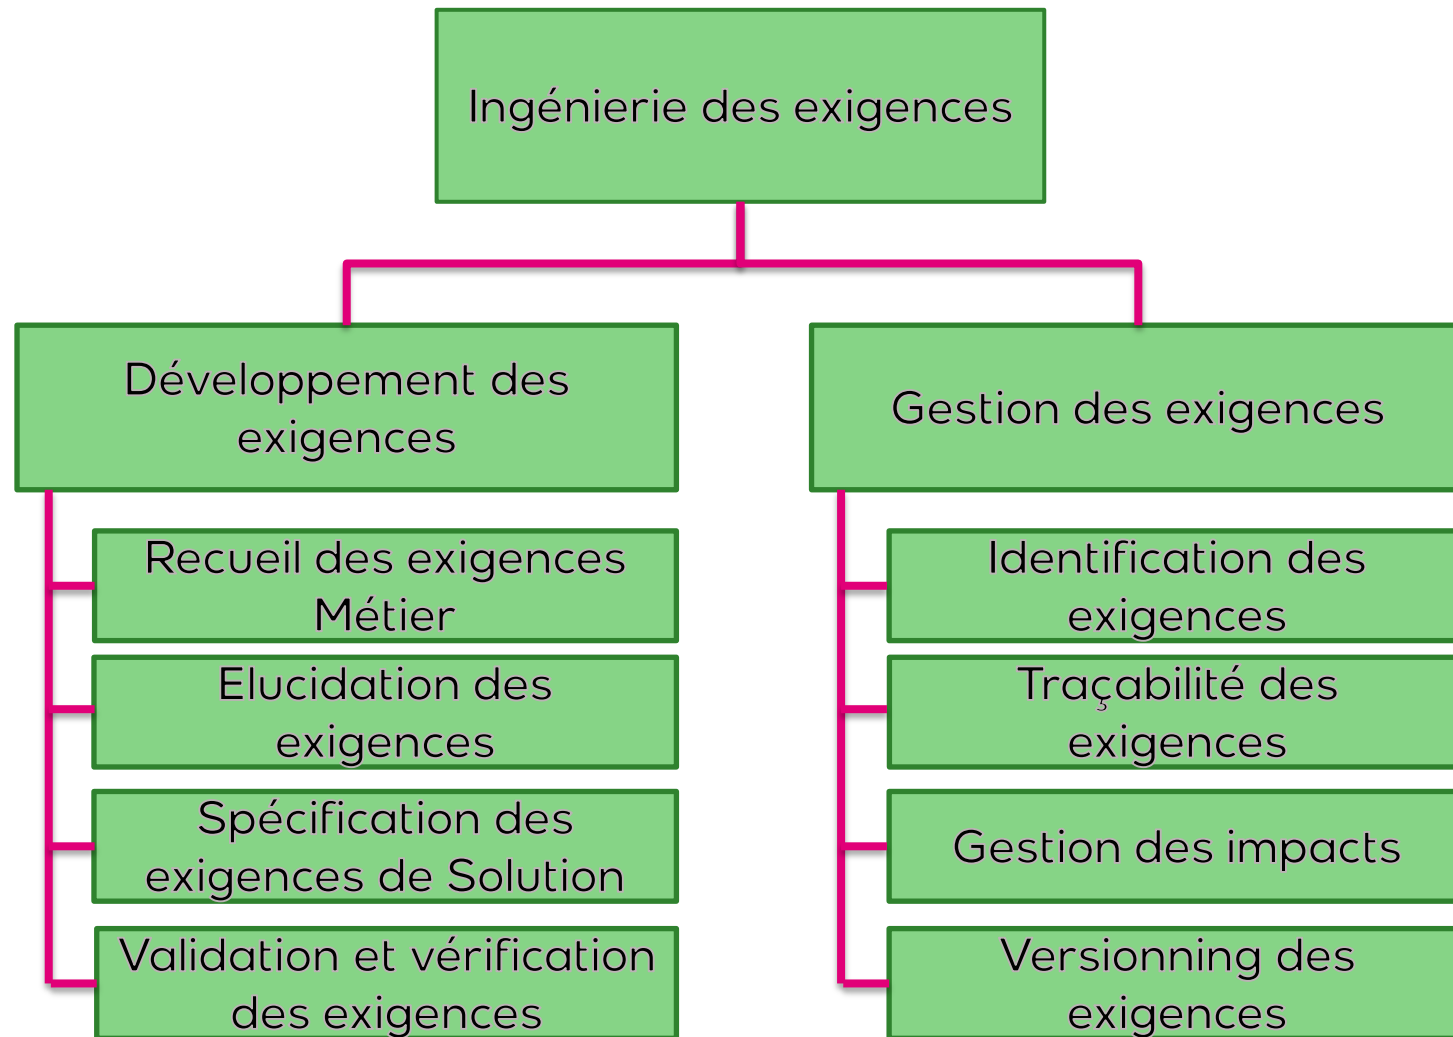 Ingénierie des exigences
Développement des
exigences
Recueil des exigences
Métier
Elucidation des
exigences
Spécification des
exigences de Solution
Validation et vérification
des exigences
Gestion des exigences
Identification des
exigences
Traçabilité des
exigences
Gestion des impacts
Versionning des
exigences